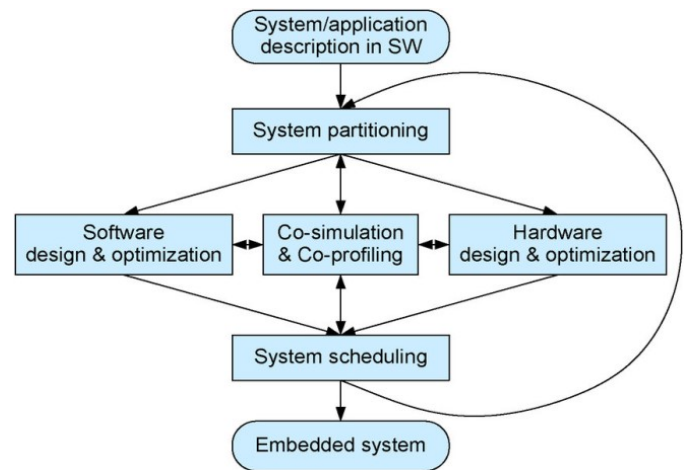 System/application
description in SW
System partitioning
Software
design & optimization
Co-simulation
& Co-profiling
Hardware
design & optimization
System scheduling
Embedded system